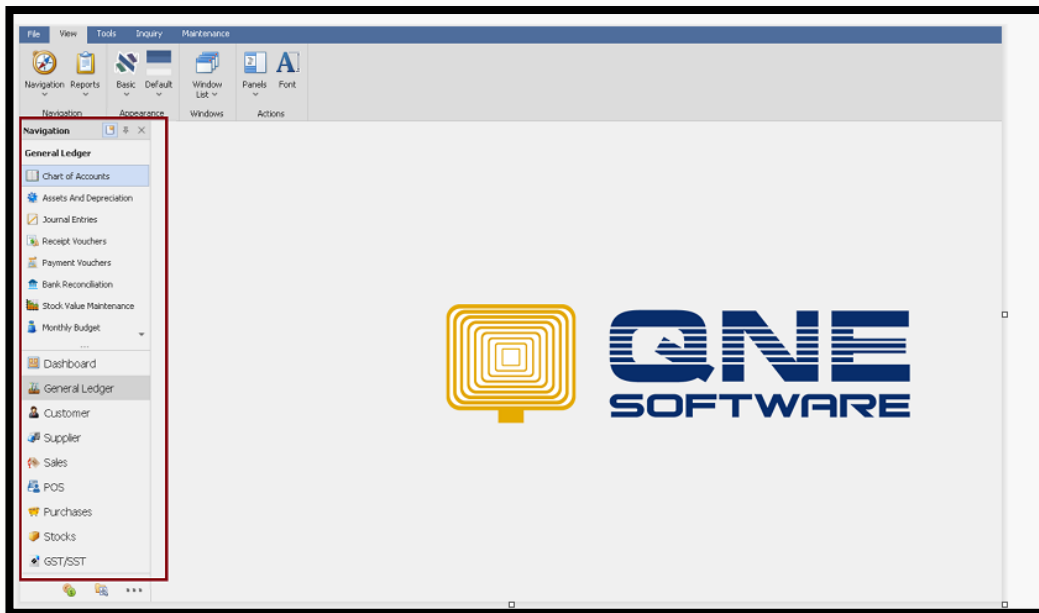 File View Tools Inquiry Maintenance
Navigation Reports Basic Default Window List Panels Font
Navigation Appearance Windows Actions
Navigation
General Ledger
Chart of Accounts
Assets And Depreciation
Journal Entries
Receipt Vouchers
Payment Vouchers
Bank Reconciliation
Stock Value Maintenance
Monthly Budget
...
Dashboard
General Ledger
Customer
Supplier
Sales
POS
Purchases
Stocks
GST/SST
QNE
SOFTWARE